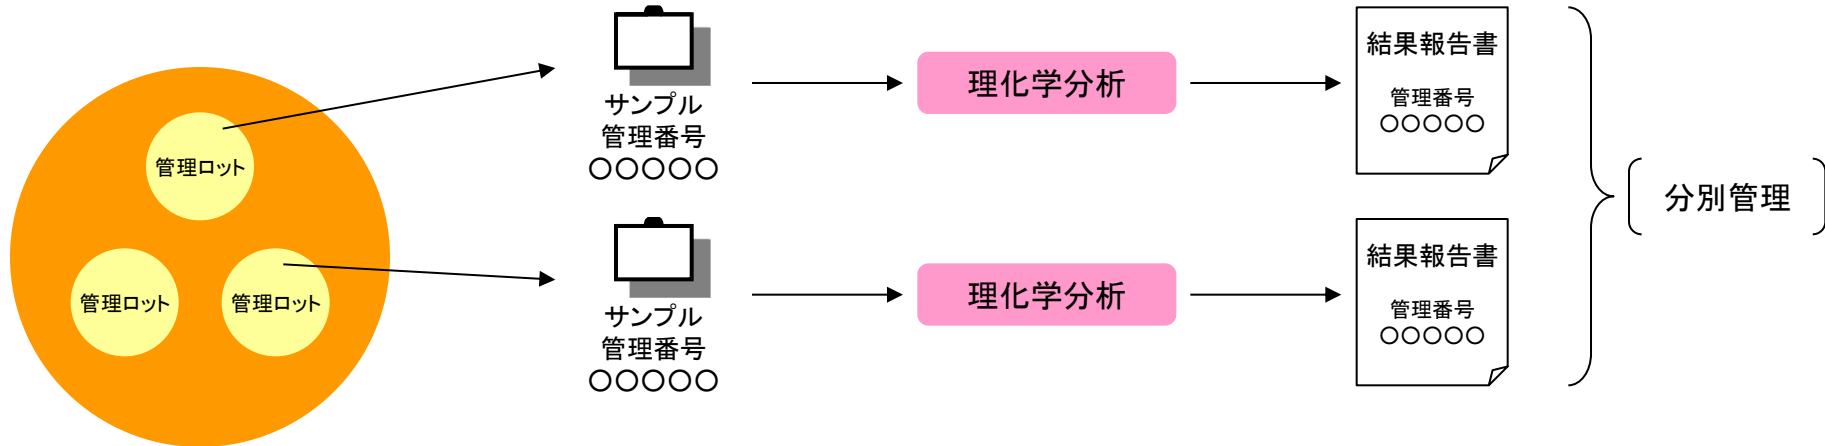 管理ロット
管理ロット
管理ロット
サンプル
管理番号
○○○○○
理化学分析
結果報告書
管理番号
○○○○○
サンプル
管理番号
○○○○○
理化学分析
結果報告書
管理番号
○○○○○
分別管理